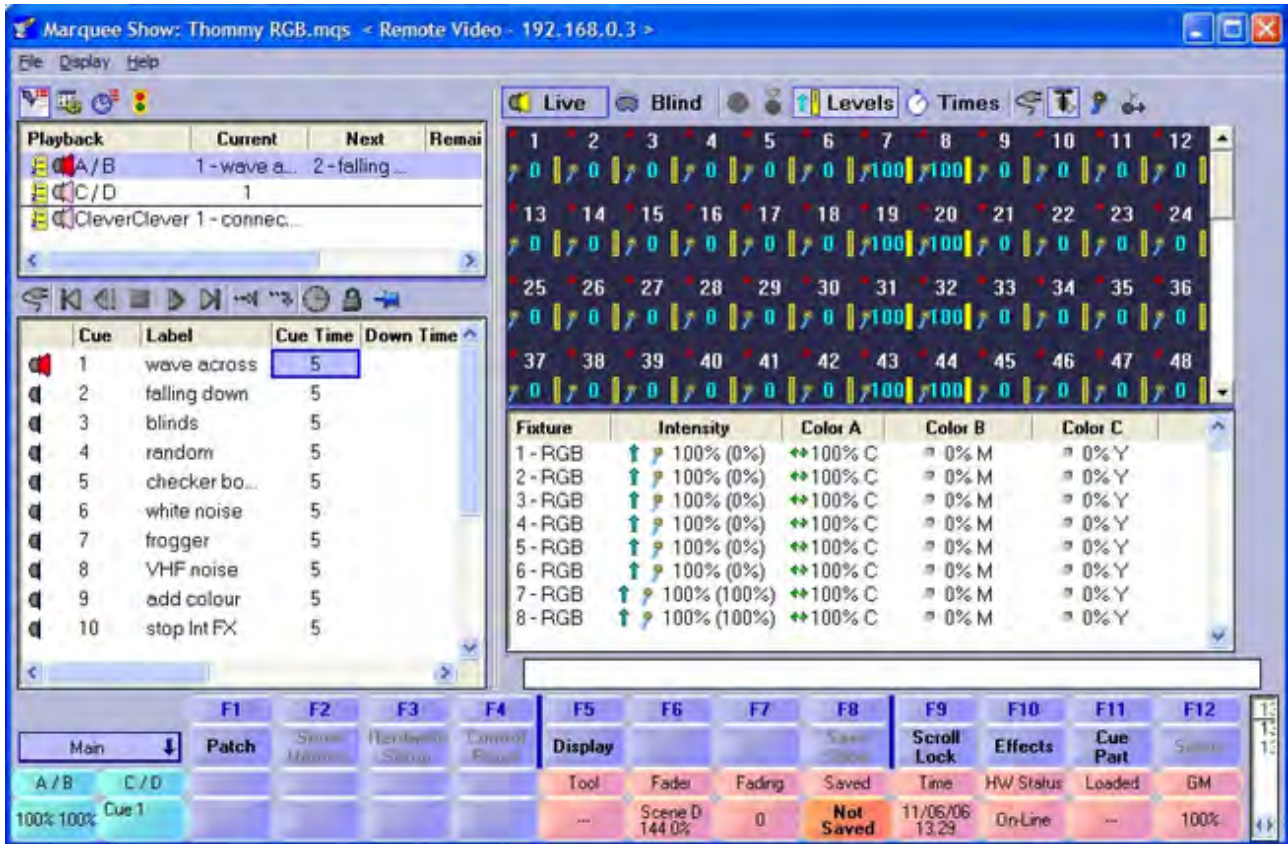 Marquee Show: Thommy RGB.mqs < Remote Video - 192.168.0.3 >
File Display Help
Playback Current Next Remai
A / B 1 - wave a... 2 - falling ...
C / D 1
CleverClever 1 - connec...
Cue Label Cue Time Down Time
1 wave across 5
2 falling down 5
3 blinds 5
4 random 5
5 checker bo... 5
6 white noise 5
7 frogger 5
8 VHF noise 5
9 add colour 5
10 stop Int FX 5
Live Blind Levels Times
1 2 3 4 5 6 7 8 9 10 11 12
0 0 0 0 0 0 100 100 0 0 0 0
13 14 15 16 17 18 19 20 21 22 23 24
0 0 0 0 0 0 100 100 0 0 0 0
25 26 27 28 29 30 31 32 33 34 35 36
0 0 0 0 0 0 100 100 0 0 0 0
37 38 39 40 41 42 43 44 45 46 47 48
0 0 0 0 0 0 100 100 0 0 0 0
Fixture Intensity Color A Color B Color C
1 - RGB 100% (0%) 100% C 0% M 0% Y
2 - RGB 100% (0%) 100% C 0% M 0% Y
3 - RGB 100% (0%) 100% C 0% M 0% Y
4 - RGB 100% (0%) 100% C 0% M 0% Y
5 - RGB 100% (0%) 100% C 0% M 0% Y
6 - RGB 100% (0%) 100% C 0% M 0% Y
7 - RGB 100% (100%) 100% C 0% M 0% Y
8 - RGB 100% (100%) 100% C 0% M 0% Y
F1 F2 F3 F4 F5 F6 F7 F8 F9 F10 F11 F12
Main Patch Display Scroll Lock Effects Cue Part
A / B C / D Tool Fader Fading Saved Time HW Status Loaded GM
100% 100% Cue 1 --- Scene D 144 0% 0 Not Saved 11/06/06 13:29 On-Line --- 100%